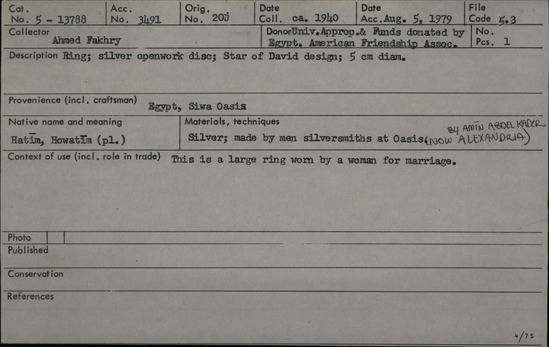 Cat. No. 5 - 13788 Acc. No. 3491 Orig. No. 200 Date Coll. ca. 1940 Date Acc. Aug. 5, 1979 File Code 5.3
Collector Ahmed Fakhry Donor Univ. Approp. & Funds donated by Egypt. American Friendship Assoc. No. Pcs. 1
Description Ring; silver openwork disc; Star of David design; 5 cm diam.
Provenience (incl. craftsman) Egypt, Siwa Oasis
Native name and meaning Hatīm, Howatīm (pl.)
Materials, techniques Silver; made by men silversmiths at Oasis, BY AMIN ABDEL KADER (NOW ALEXANDRIA)
Context of use (incl. role in trade) This is a large ring worn by a woman for marriage.
Photo
Published
Conservation
References
4/75